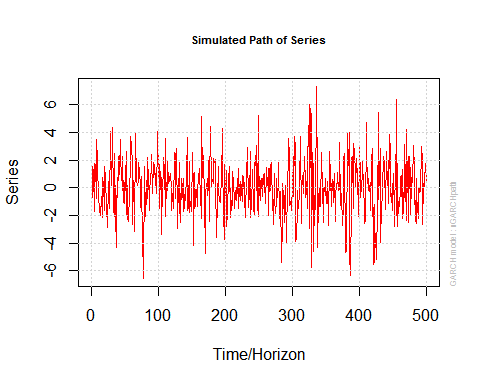 Simulated Path of Series
Series
6
4
2
0
-2
-4
-6
0 100 200 300 400 500
Time/Horizon
GARCH model : iGARCHpath